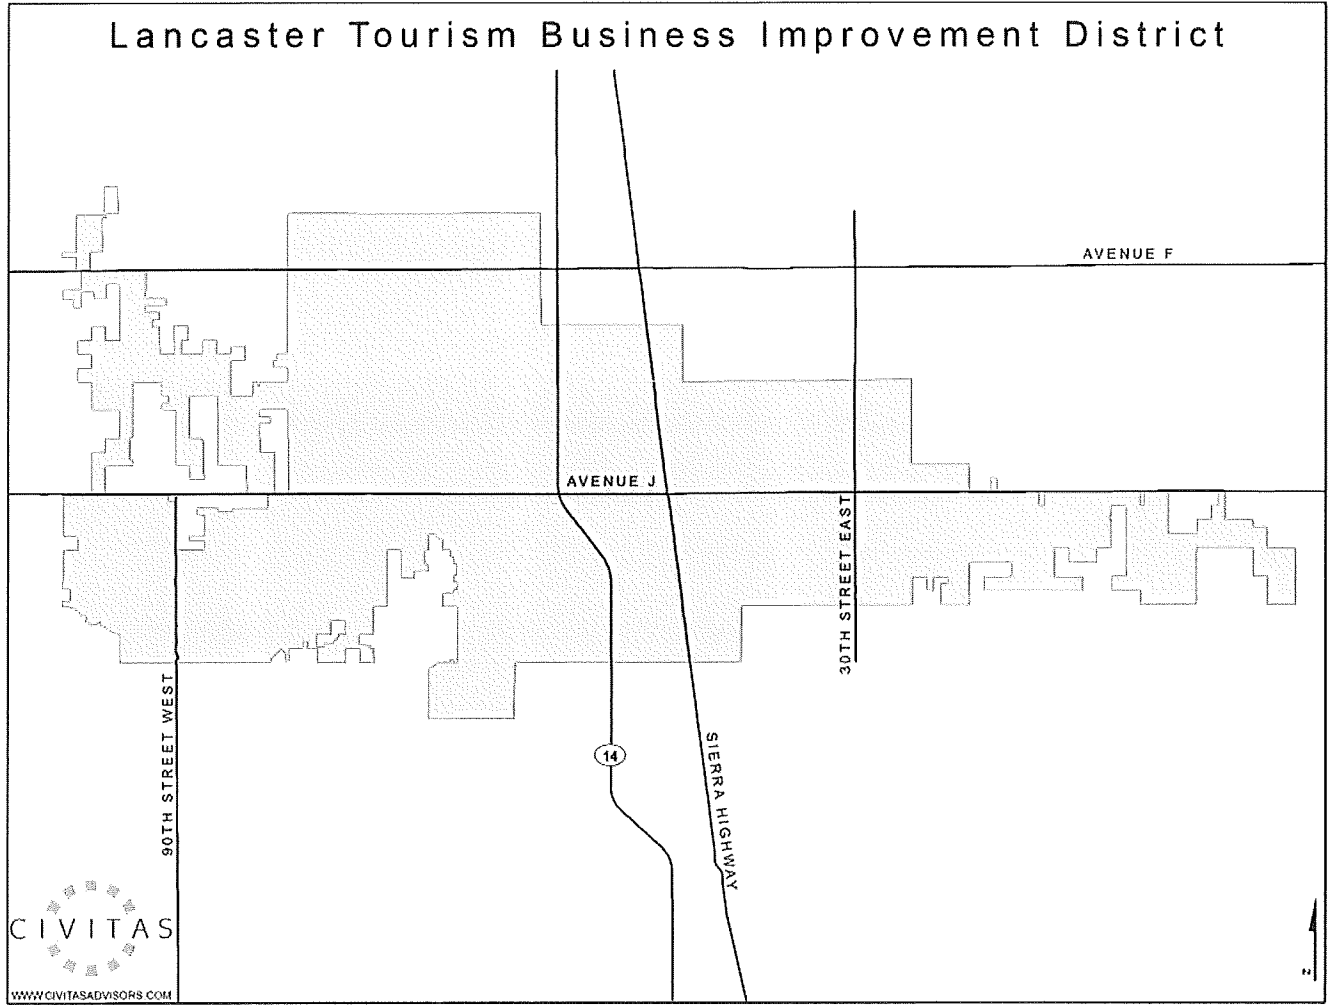 Lancaster Tourism Business Improvement District
AVENUE F
AVENUE J
30TH STREET EAST
90TH STREET WEST
14
SIERRA HIGHWAY
CIVITAS
WWW.CIVITASADVISORS.COM
N